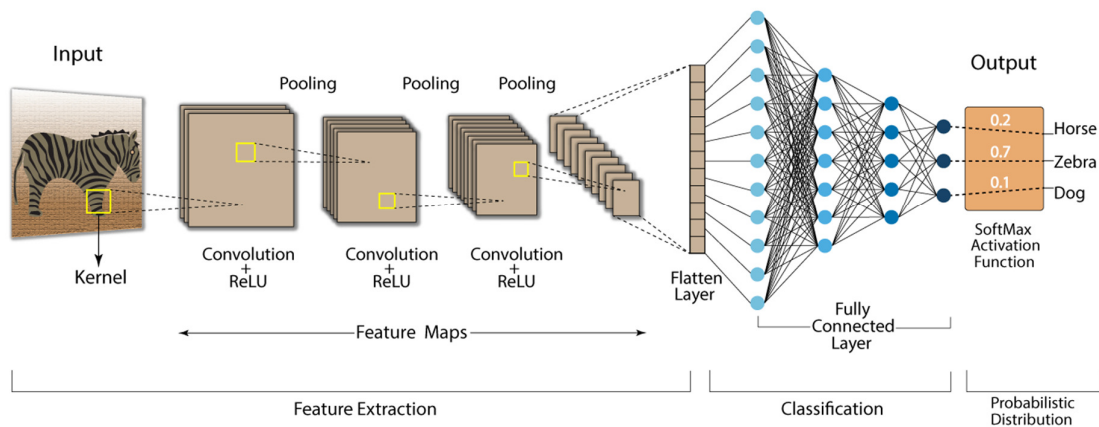 Input
Kernel
Pooling
Pooling
Pooling
Convolution
+
ReLU
Convolution
+
ReLU
Convolution
+
ReLU
Feature Maps
Flatten
Layer
Fully
Connected
Layer
Output
0.2
0.7
0.1
Horse
Zebra
Dog
SoftMax
Activation
Function
Feature Extraction
Classification
Probabilistic
Distribution